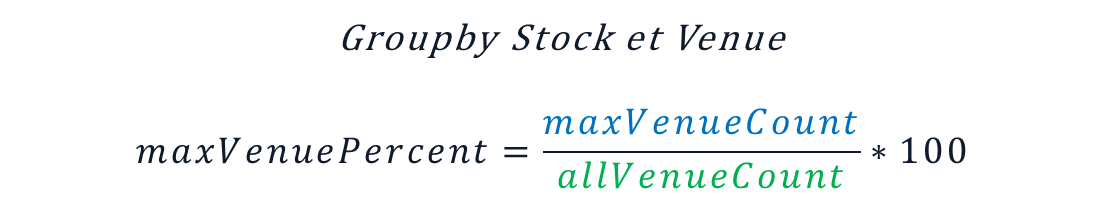 Groupby Stock et Venue
maxVenuePercent = maxVenueCount / allVenueCount * 100